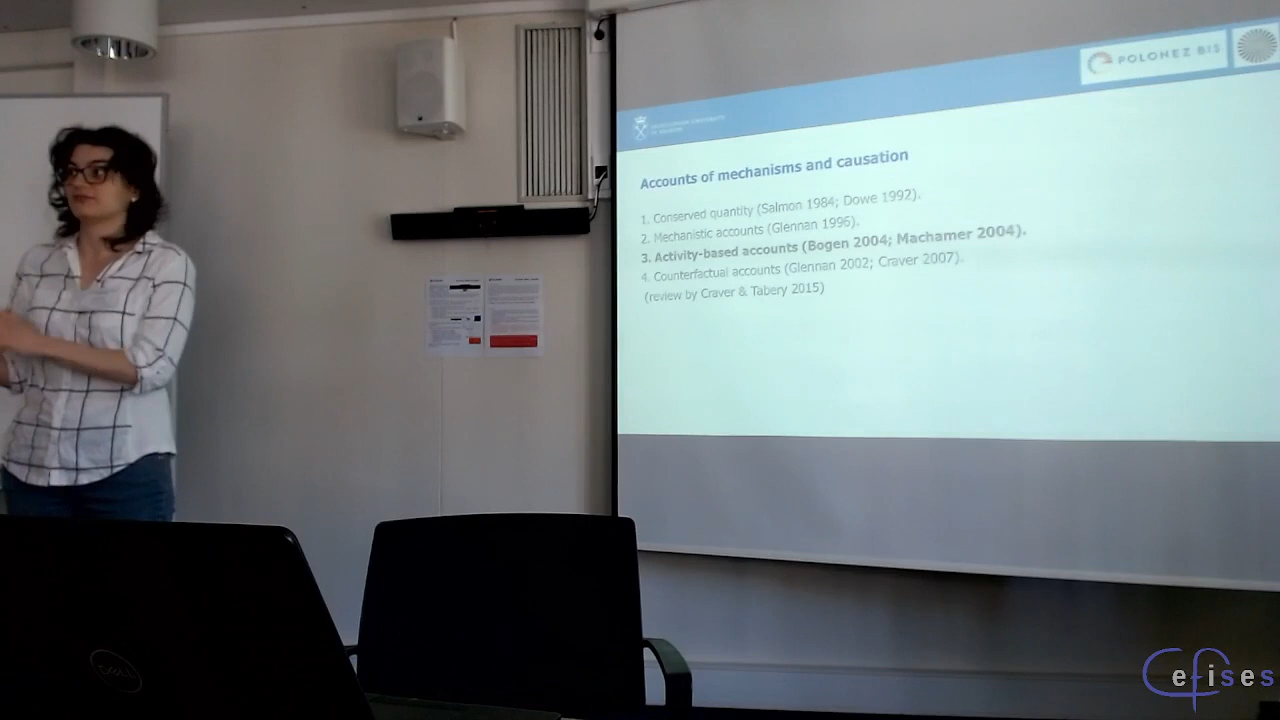 POLONEZ BIS
Accounts of mechanisms and causation
1. Conserved quantity (Salmon 1984; Dowe 1992).
2. Mechanistic accounts (Glennan 1996).
3. Activity-based accounts (Bogen 2004; Machamer 2004).
4. Counterfactual accounts (Glennan 2002; Craver 2007).
(review by Craver & Tabery 2015)
DELL
efises